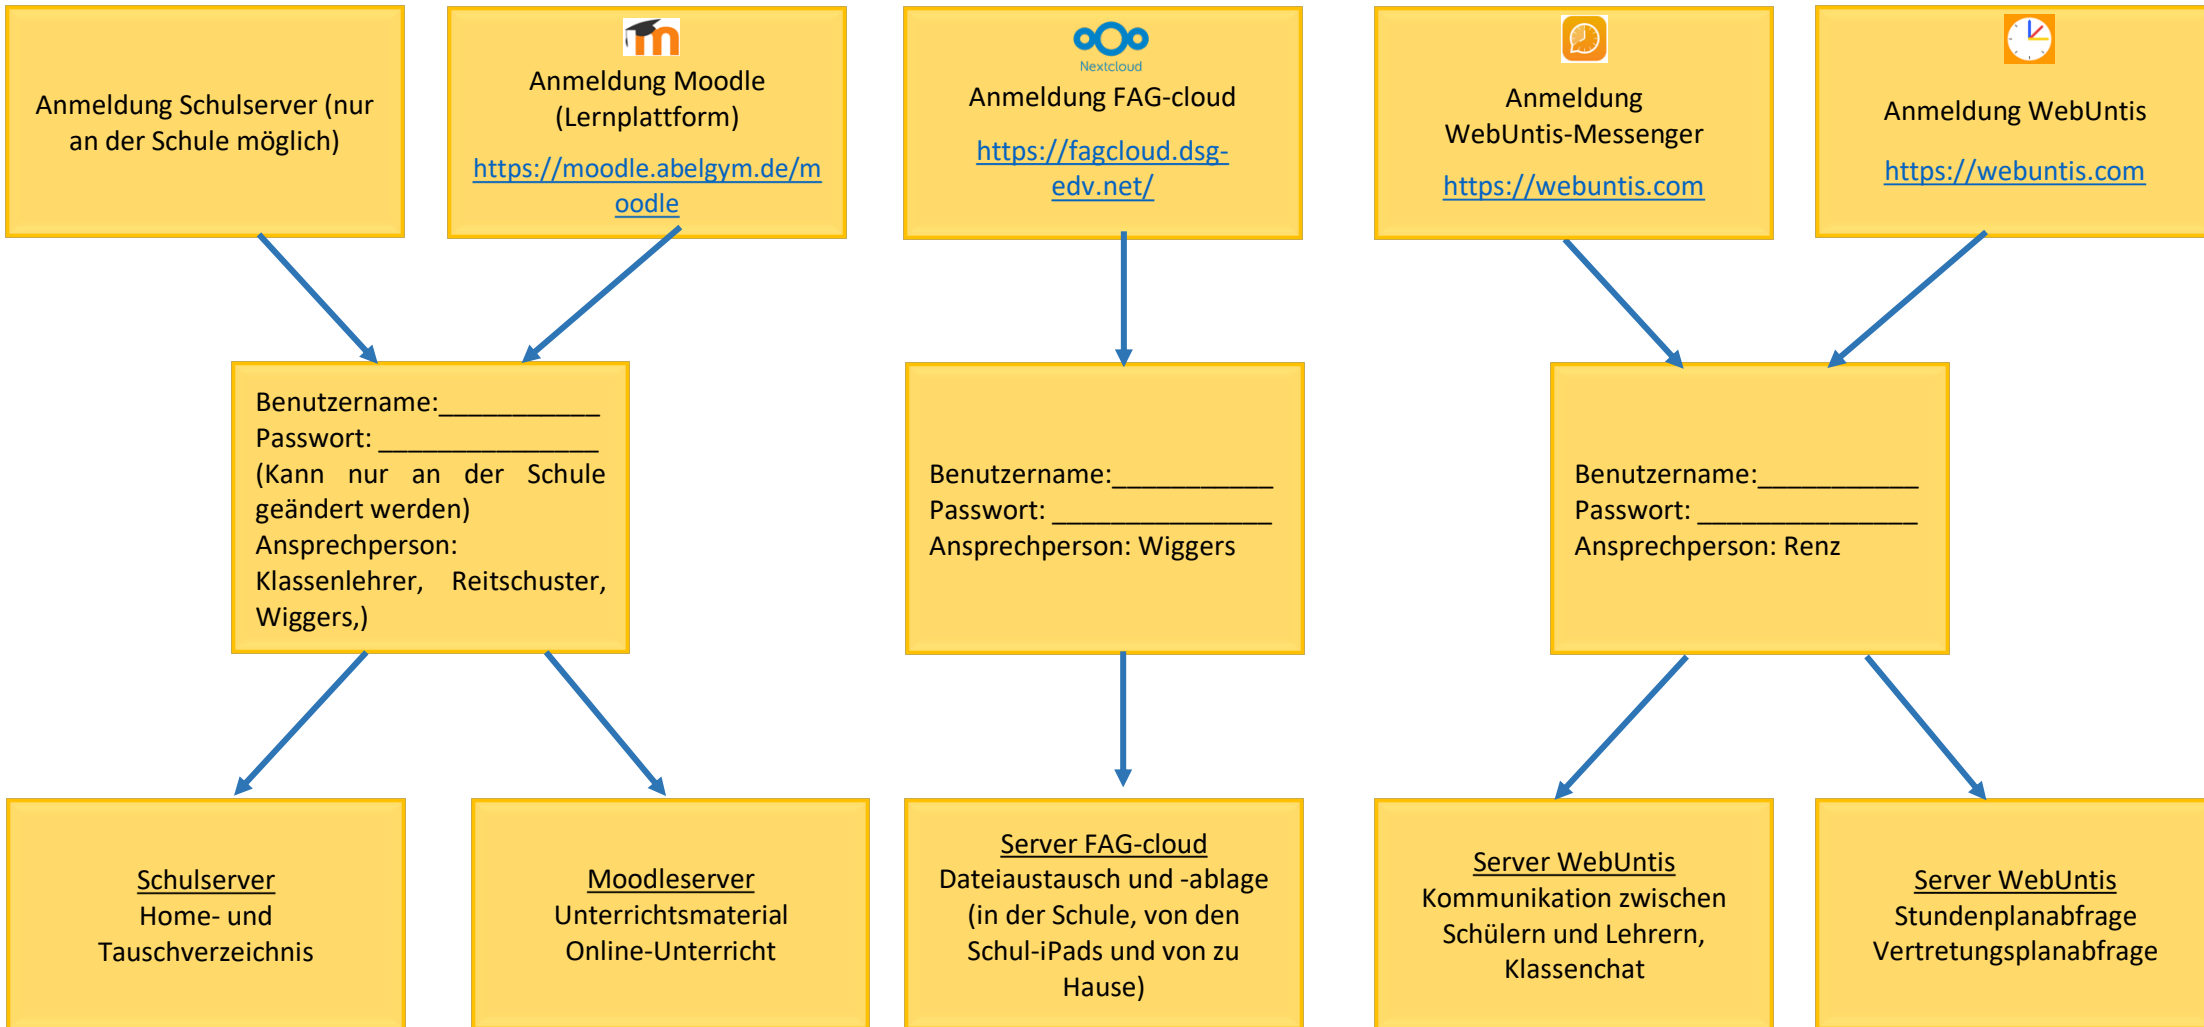 Anmeldung Schulserver (nur
an der Schule möglich)
Anmeldung Moodle
(Lernplattform)
https://moodle.abelgym.de/m
oodle
Nextcloud
Anmeldung FAG-cloud
https://fagcloud.dsg-
edv.net/
Anmeldung
WebUntis-Messenger
https://webuntis.com
Anmeldung WebUntis
https://webuntis.com
Benutzername:___________
Passwort: _______________
(Kann nur an der Schule
geändert werden)
Ansprechperson:
Klassenlehrer, Reitschuster,
Wiggers,)
Benutzername:___________
Passwort: _______________
Ansprechperson: Wiggers
Benutzername:___________
Passwort: _______________
Ansprechperson: Renz
Schulserver
Home- und
Tauschverzeichnis
Moodleserver
Unterrichtsmaterial
Online-Unterricht
Server FAG-cloud
Dateiaustausch und -ablage
(in der Schule, von den
Schul-iPads und von zu
Hause)
Server WebUntis
Kommunikation zwischen
Schülern und Lehrern,
Klassenchat
Server WebUntis
Stundenplanabfrage
Vertretungsplanabfrage